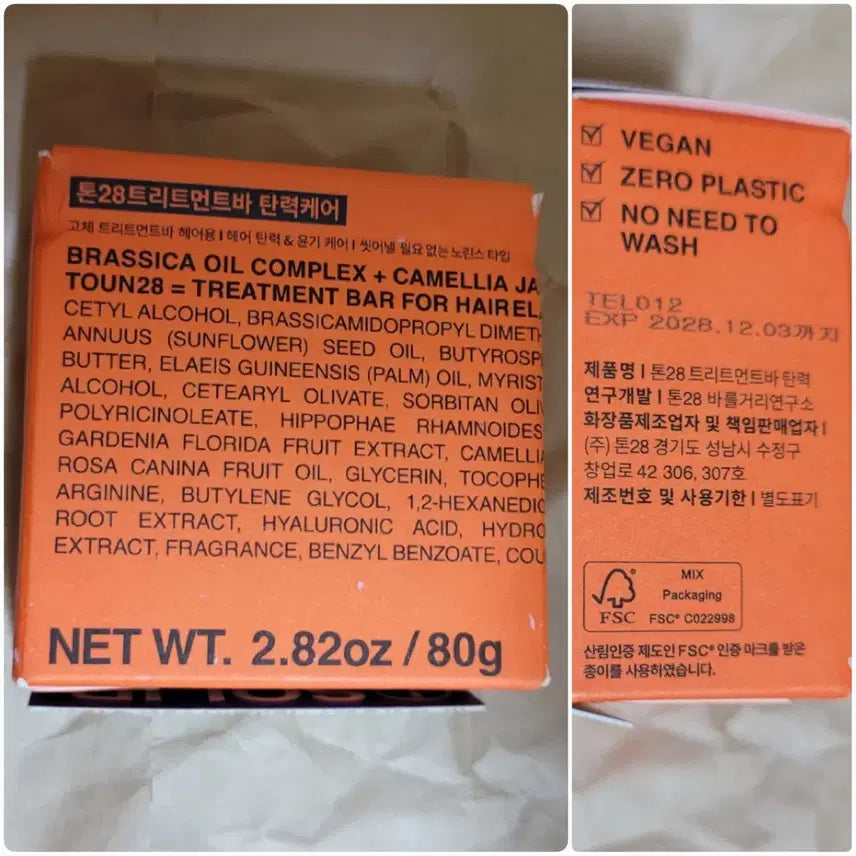 톤28트리트먼트바 탄력케어
고체 트리트먼트바 헤어용 I 헤어 탄력 & 윤기 케어 I 씻어낼 필요 없는 노린스 타입
BRASSICA OIL COMPLEX + CAMELLIA JA
TOUN28 = TREATMENT BAR FOR HAIR ELA
CETYL ALCOHOL, BRASSICAMIDOPROPYL DIMETH
ANNUUS (SUNFLOWER) SEED OIL, BUTYROSP
BUTTER, ELAEIS GUINEENSIS (PALM) OIL, MYRIST
ALCOHOL, CETEARYL OLIVATE, SORBITAN OLIV
POLYRICINOLEATE, HIPPOPHAE RHAMNOIDES
GARDENIA FLORIDA FRUIT EXTRACT, CAMELLIA
ROSA CANINA FRUIT OIL, GLYCERIN, TOCOPHE
ARGININE, BUTYLENE GLYCOL, 1,2-HEXANEDIO
ROOT EXTRACT, HYALURONIC ACID, HYDRO
EXTRACT, FRAGRANCE, BENZYL BENZOATE, COU
NET WT. 2.82oz / 80g
VEGAN
ZERO PLASTIC
NO NEED TO
WASH
TEL012
EXP 2028.12.03까지
제품명 I 톤28 트리트먼트바 탄력
연구개발 I 톤28 바를거리연구소
화장품제조업자 및 책임판매업자 I
(주) 톤28 경기도 성남시 수정구
창업로 42 306, 307호
제조번호 및 사용기한 I 별도표기
FSC
MIX
Packaging
FSC® C022998
산림인증 제도인 FSC® 인증 마크를 받은
종이를 사용하였습니다.